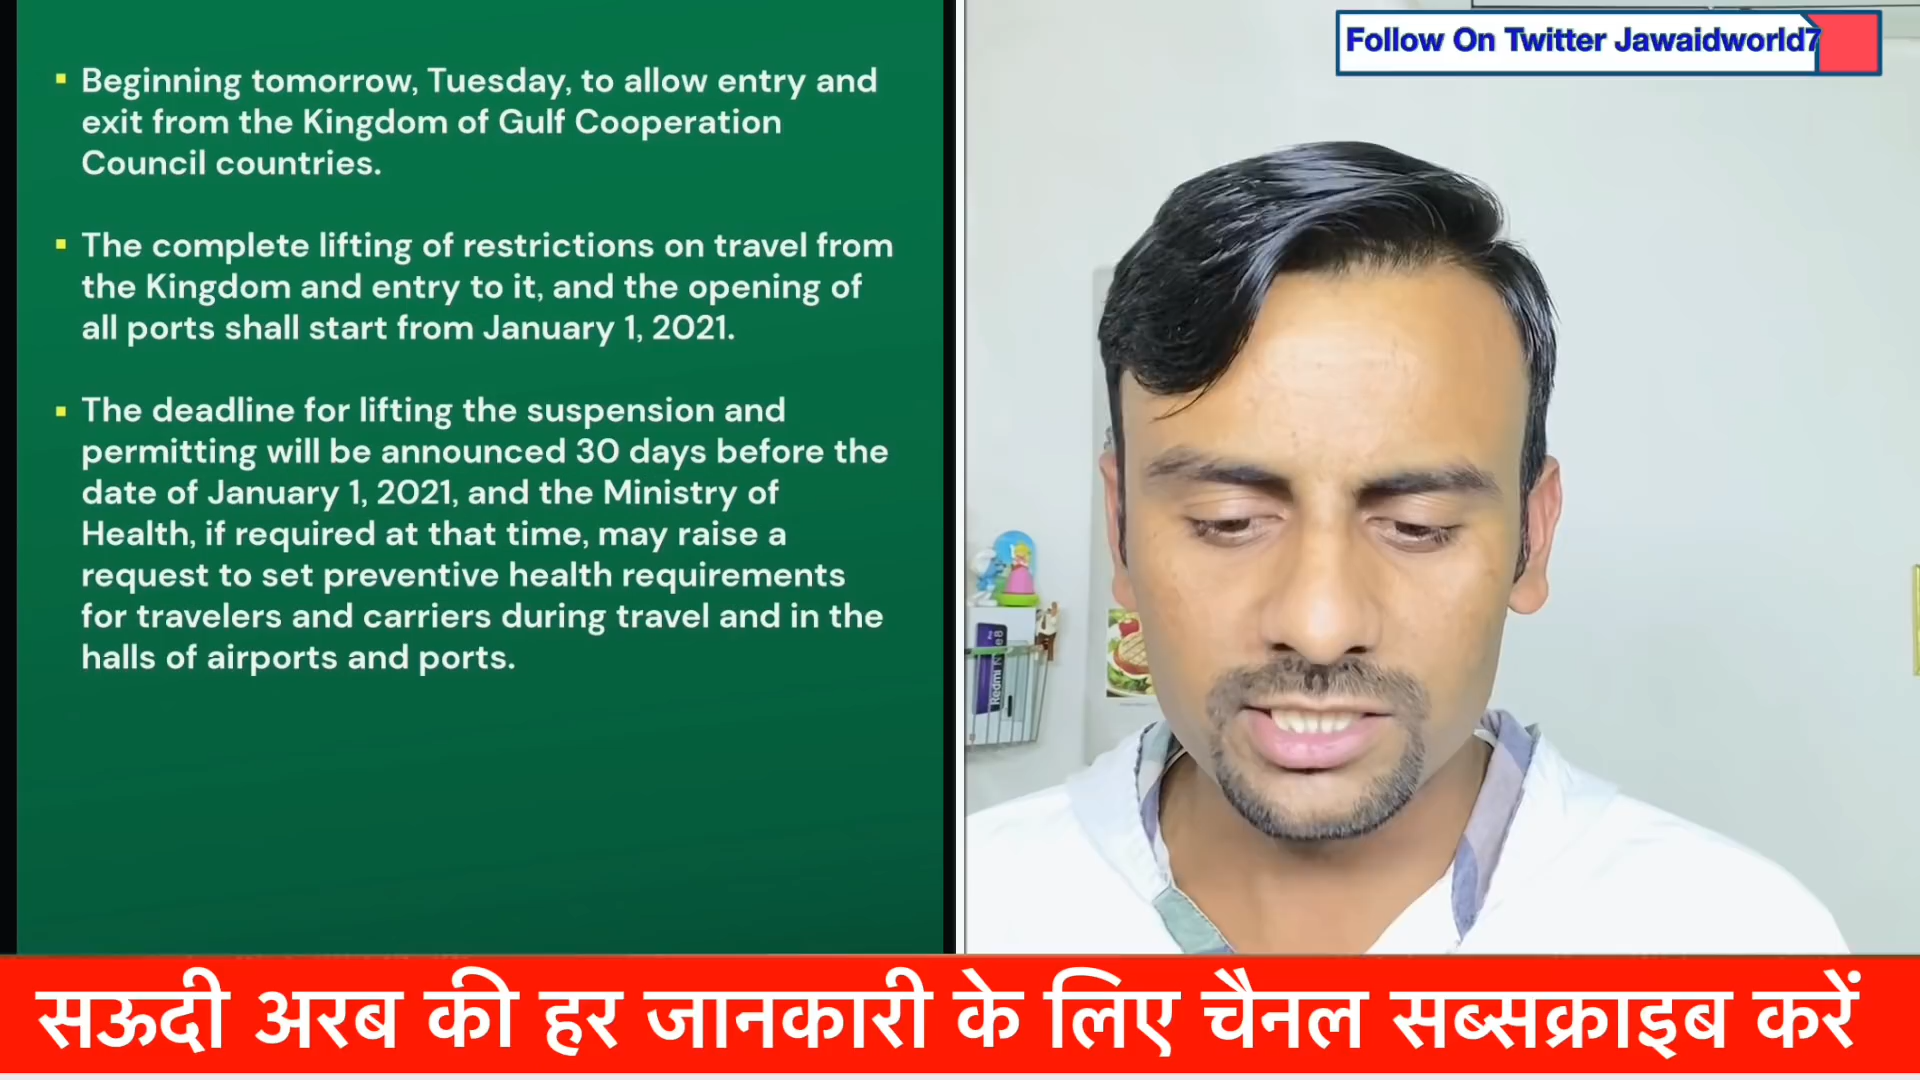 Follow On Twitter Jawaidworld7
Beginning tomorrow, Tuesday, to allow entry and
exit from the Kingdom of Gulf Cooperation
Council countries.
The complete lifting of restrictions on travel from
the Kingdom and entry to it, and the opening of
all ports shall start from January 1, 2021.
The deadline for lifting the suspension and
permitting will be announced 30 days before the
date of January 1, 2021, and the Ministry of
Health, if required at that time, may raise a
request to set preventive health requirements
for travelers and carriers during travel and in the
halls of airports and ports.
Redmi
सऊदी अरब की हर जानकारी के लिए चैनल सब्सक्राइब करें